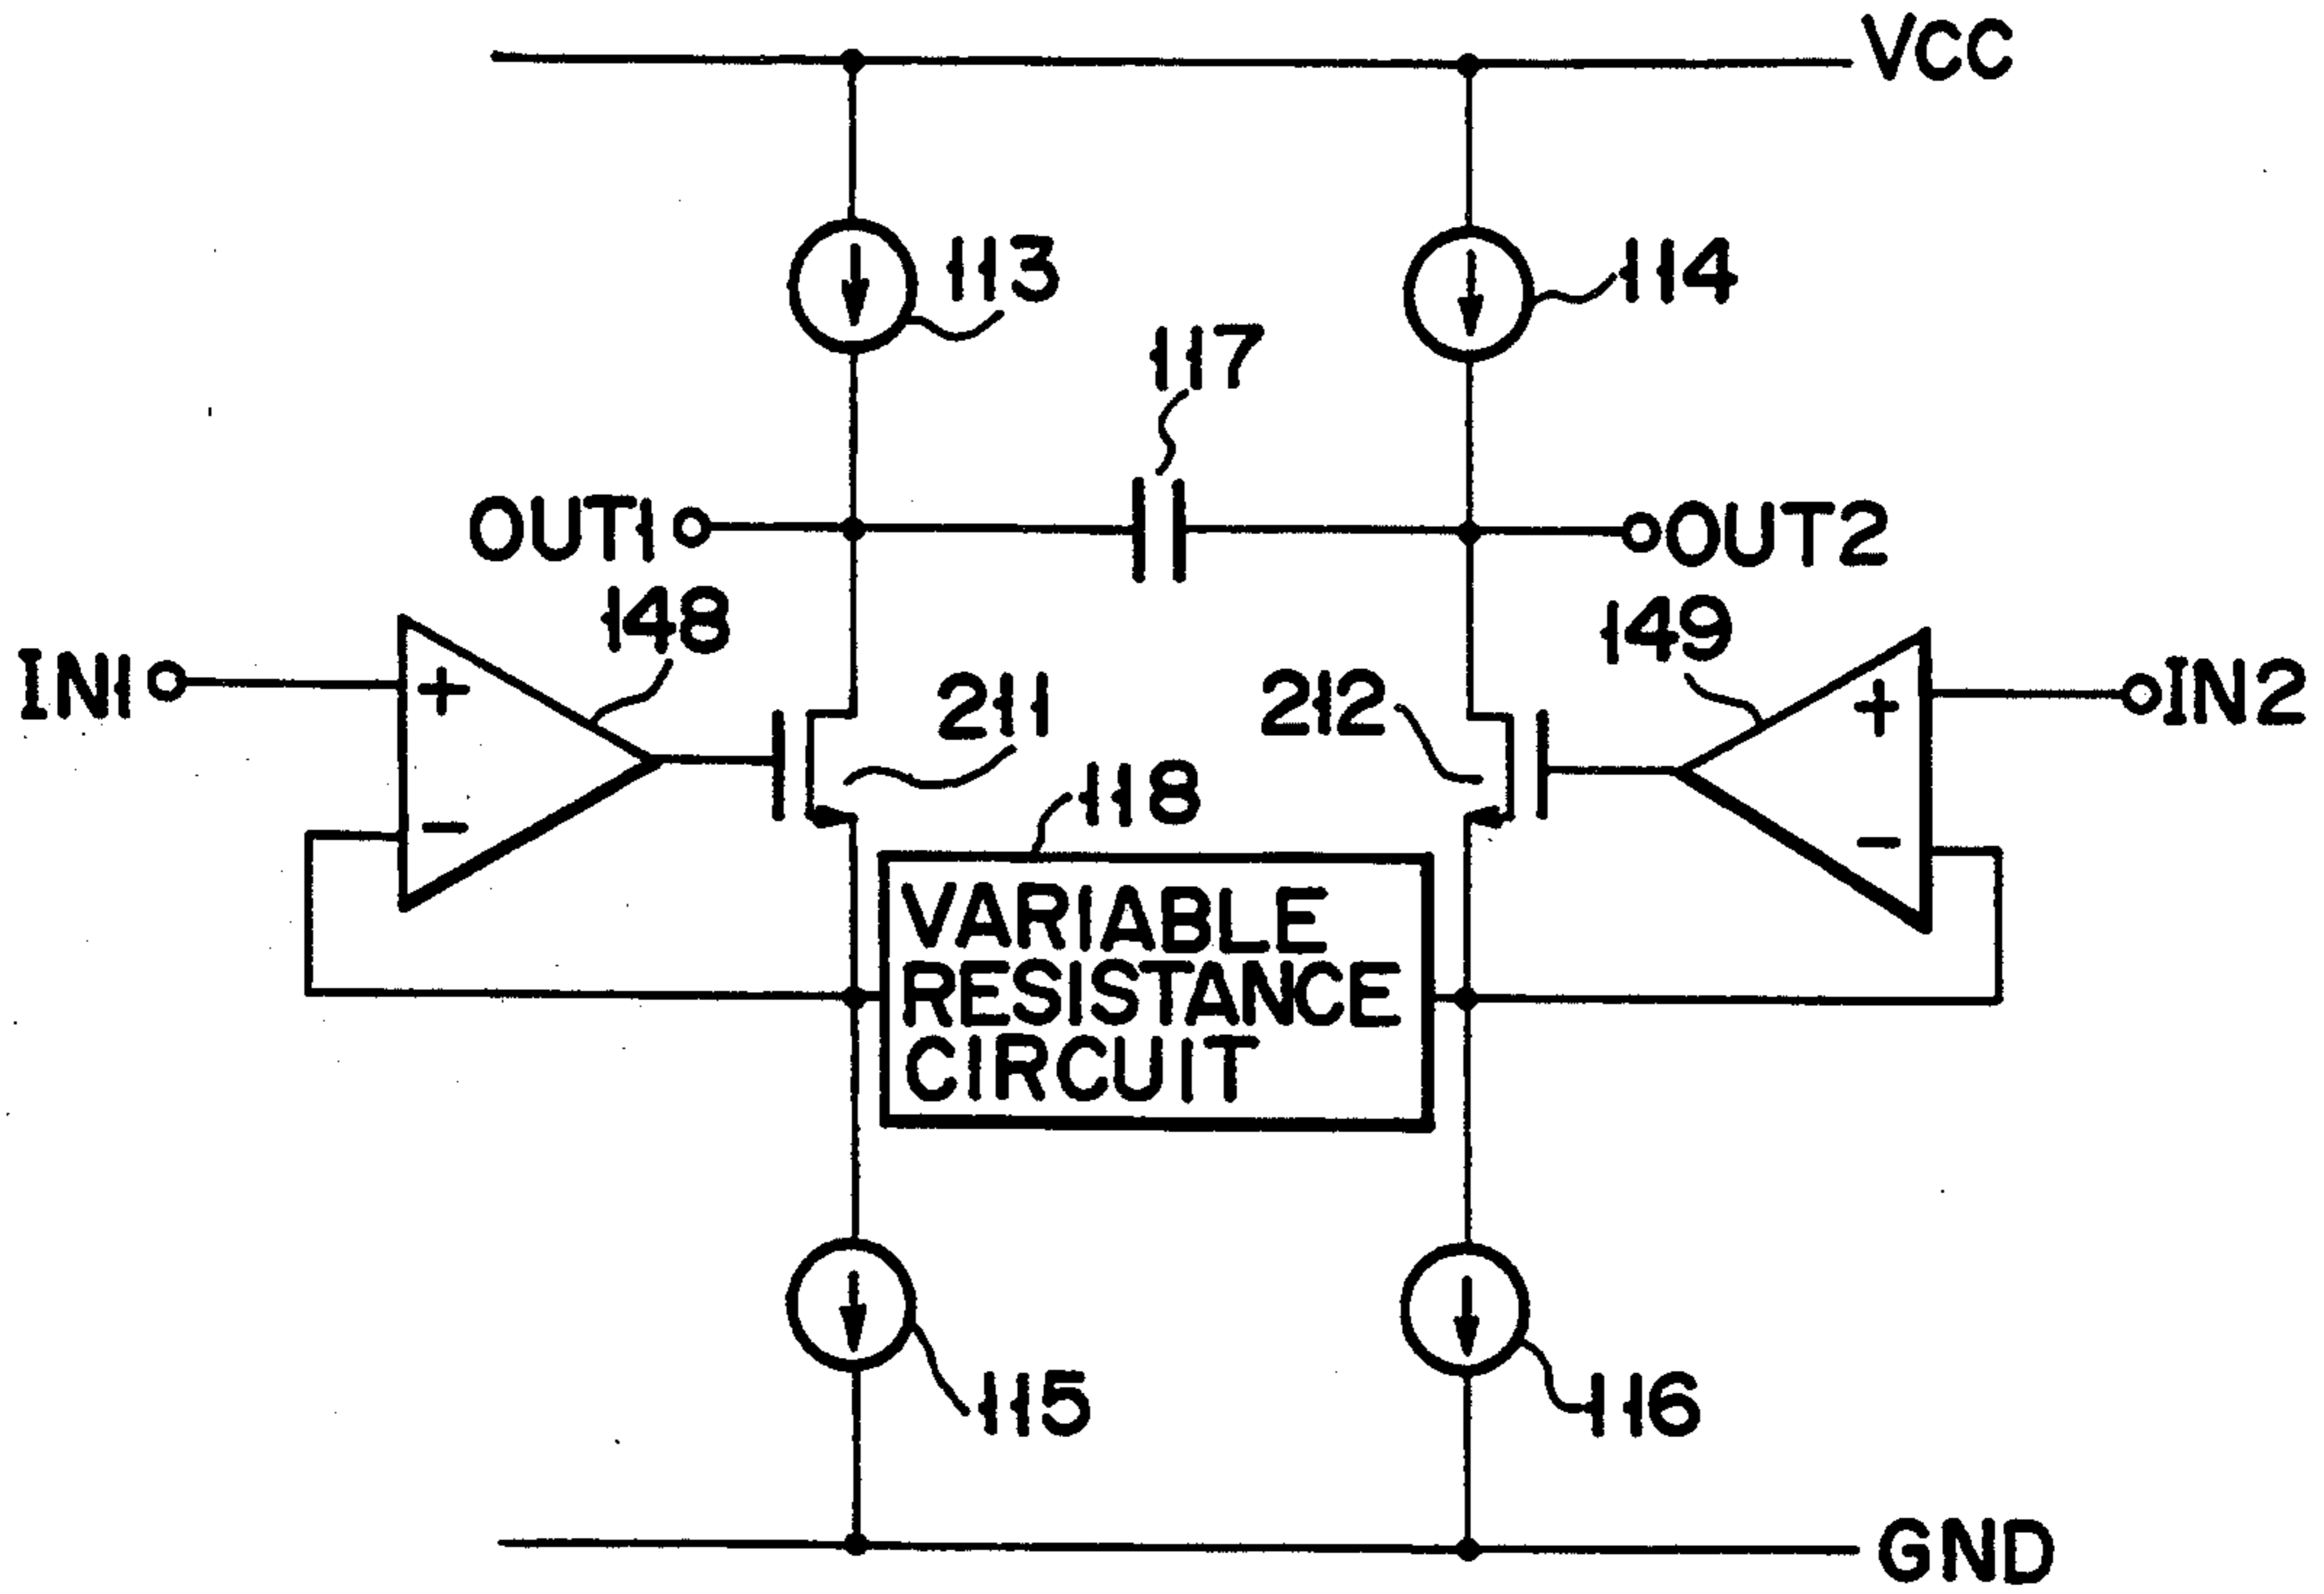 VCC
113
114
117
OUT1
OUT2
148
149
IN1
+
211
212
+
IN2
118
-
-
VARIABLE
RESISTANCE
CIRCUIT
115
116
GND